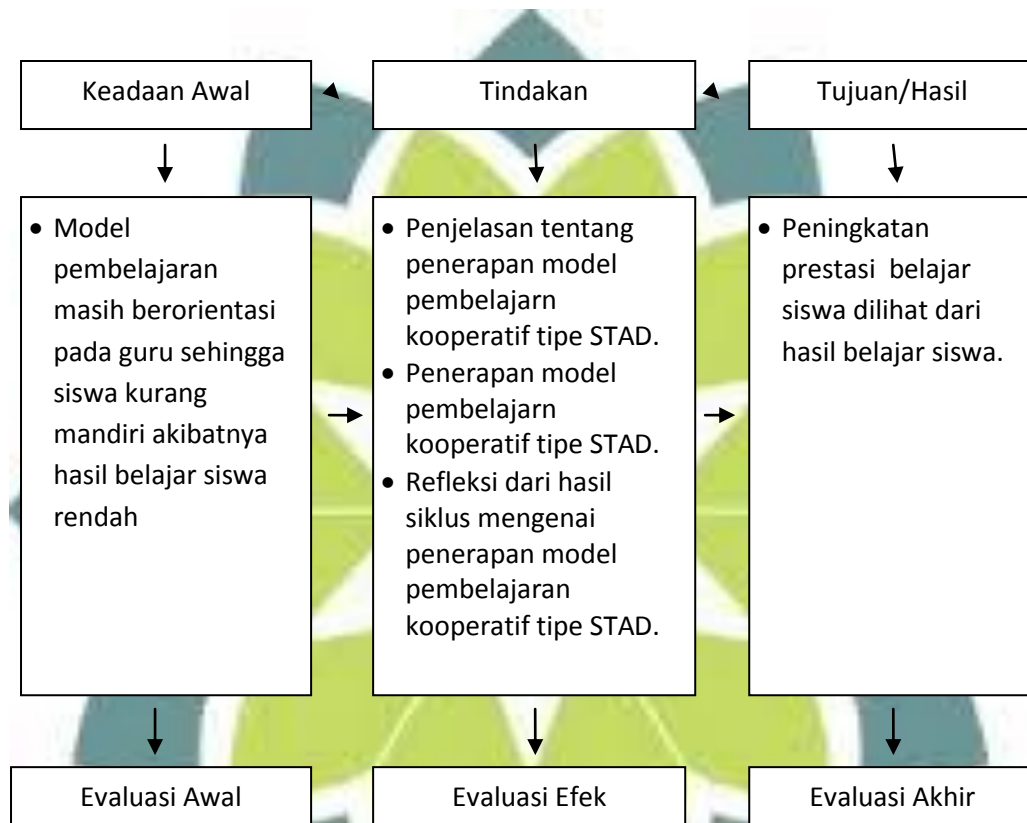 Keadaan Awal
Tindakan
Tujuan/Hasil
• Model
pembelajaran
masih berorientasi
pada guru sehingga
siswa kurang
mandiri akibatnya
hasil belajar siswa
rendah
• Penjelasan tentang
penerapan model
pembelajarn
kooperatif tipe STAD.
• Penerapan model
pembelajarn
kooperatif tipe STAD.
• Refleksi dari hasil
siklus mengenai
penerapan model
pembelajaran
kooperatif tipe STAD.
• Peningkatan
prestasi belajar
siswa dilihat dari
hasil belajar siswa.
Evaluasi Awal
Evaluasi Efek
Evaluasi Akhir